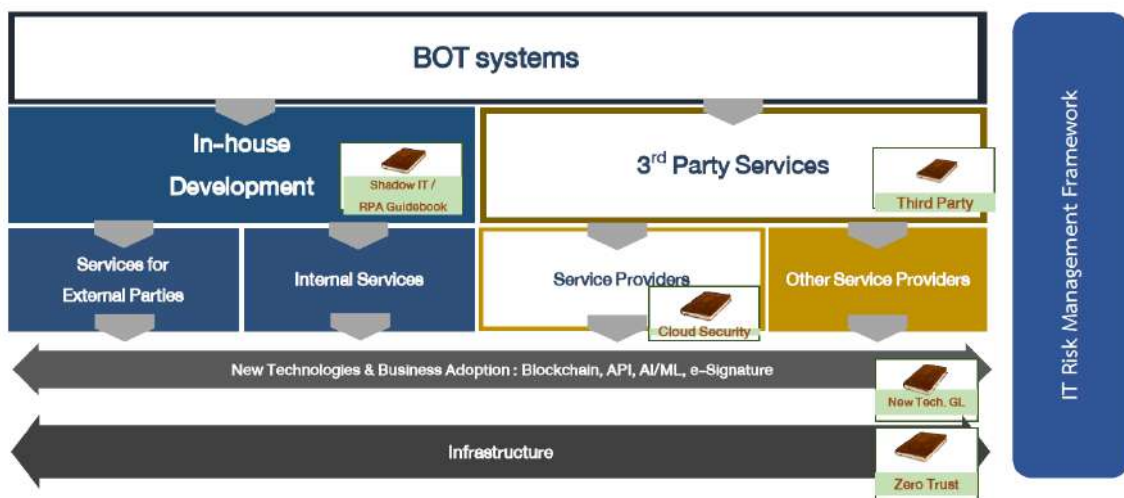 BOT systems
In-house
Development
Shadow IT /
RPA Guidebook
3rd Party Services
Third Party
Services for
External Parties
Internal Services
Service Providers
Cloud Security
Other Service Providers
New Technologies & Business Adoption : Blockchain, API, AI/ML, e-Signature
New Tech. GL
Infrastructure
Zero Trust
IT Risk Management Framework